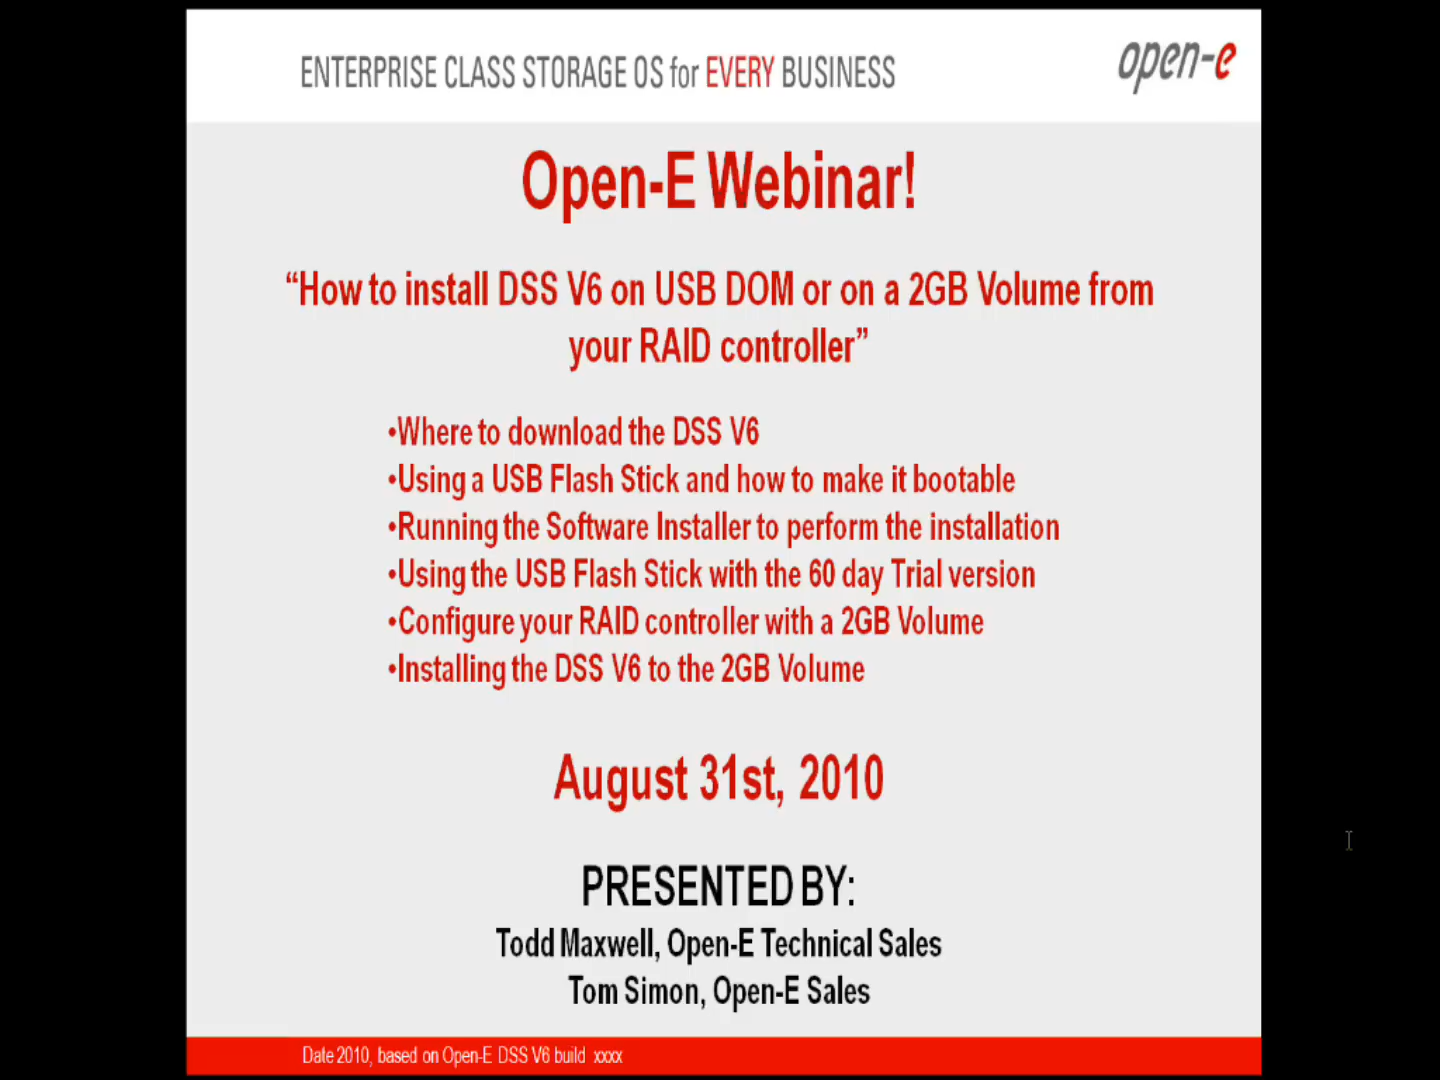 ENTERPRISE CLASS STORAGE OS for EVERY BUSINESS
open-e
Open-E Webinar!
“How to install DSS V6 on USB DOM or on a 2GB Volume from
your RAID controller”
•Where to download the DSS V6
•Using a USB Flash Stick and how to make it bootable
•Running the Software Installer to perform the installation
•Using the USB Flash Stick with the 60 day Trial version
•Configure your RAID controller with a 2GB Volume
•Installing the DSS V6 to the 2GB Volume
August 31st, 2010
PRESENTED BY:
Todd Maxwell, Open-E Technical Sales
Tom Simon, Open-E Sales
Date 2010, based on Open-E DSS V6 build xxxx